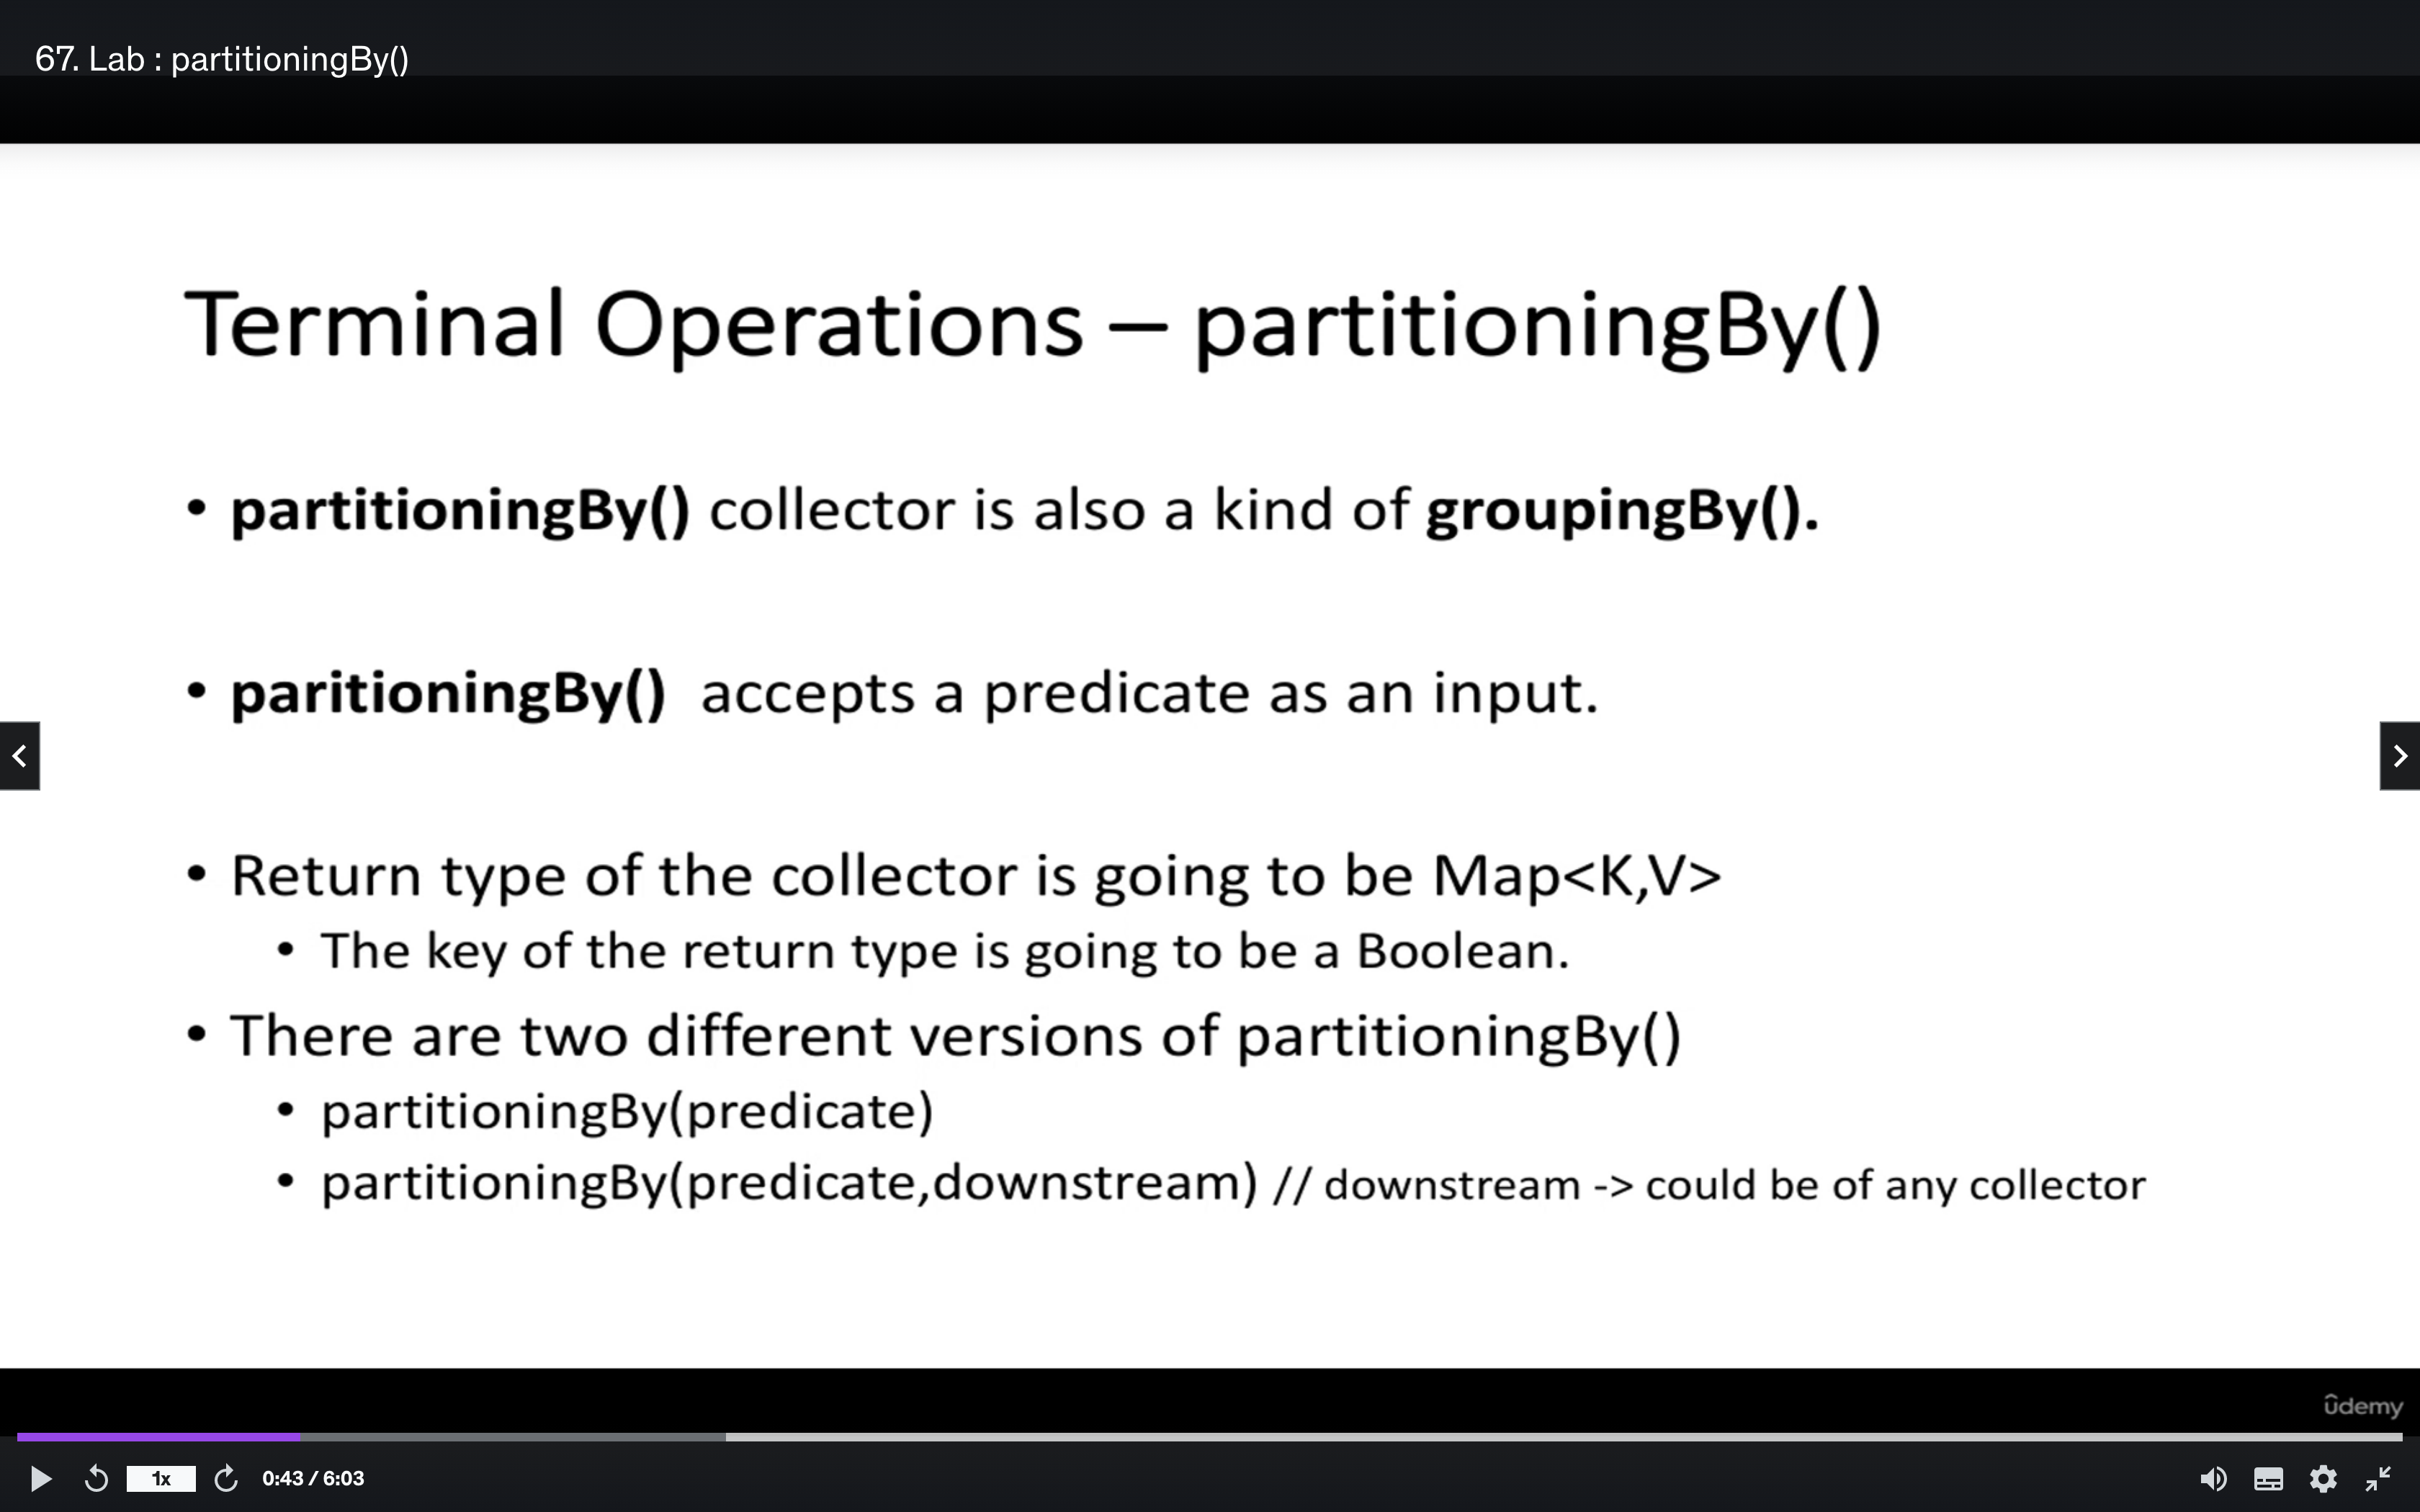 67. Lab : partitioningBy()
Terminal Operations – partitioningBy()
• partitioningBy() collector is also a kind of groupingBy().
• paritioningBy() accepts a predicate as an input.
• Return type of the collector is going to be Map<K,V>
• The key of the return type is going to be a Boolean.
• There are two different versions of partitioningBy()
• partitioningBy(predicate)
• partitioningBy(predicate,downstream) // downstream -> could be of any collector
ûdemy
1x
0:43 / 6:03